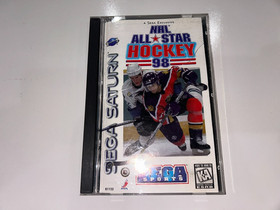 NHL
ALL★STAR
HOCKEY
98
SEGA SATURN
SEGA
SPORTS
K-A